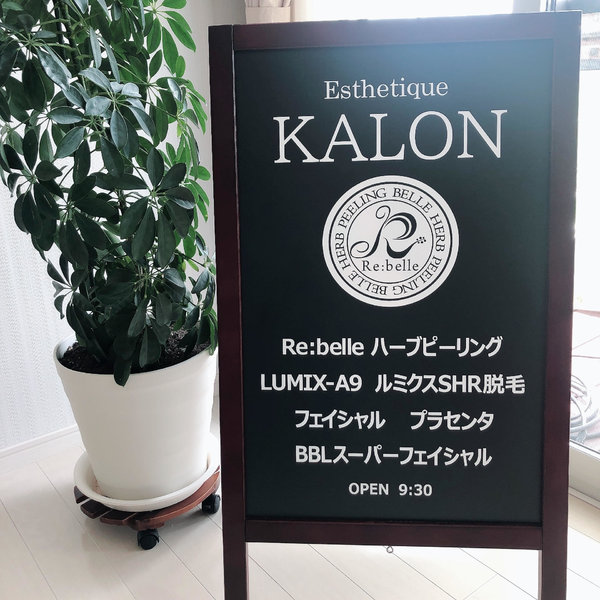 Esthetique
KALON
BELLE HERB PEELING BELLE HERB PEELING
R
Re:belle
Re:belle ハーブピーリング
LUMIX-A9 ルミクスSHR脱毛
フェイシャル プラセンタ
BBLスーパーフェイシャル
OPEN 9:30